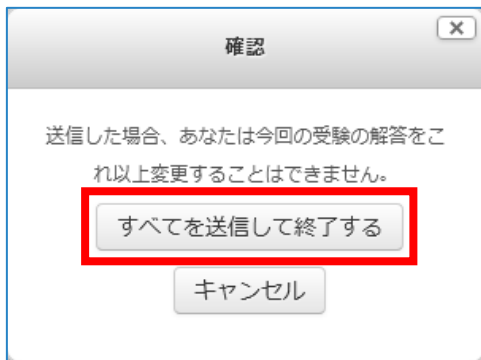 確認
送信した場合、あなたは今回の受験の解答をこ
れ以上変更することはできません。
すべてを送信して終了する
キャンセル